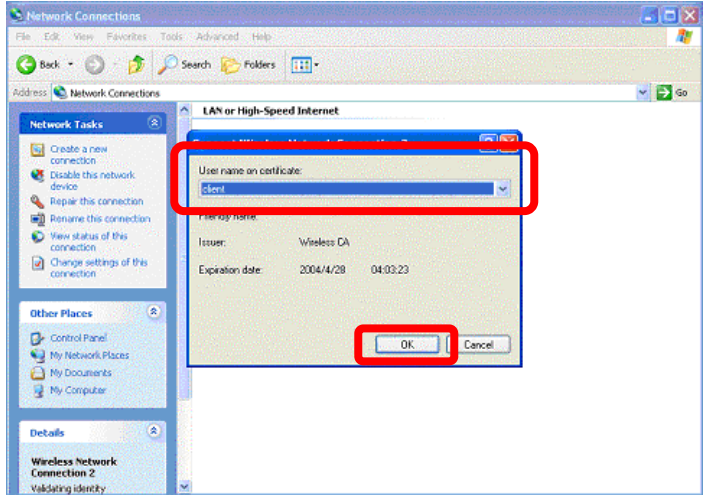 Network Connections
File Edit View Favorites Tools Advanced Help
Back Search Folders
Address Network Connections Go
LAN or High-Speed Internet
Network Tasks
Create a new
connection
Disable this network
device
Repair this connection
Rename this connection
View status of this
connection
Change settings of this
connection
Other Places
Control Panel
My Network Places
My Documents
My Computer
Details
Wireless Network
Connection 2
Validating identity
User name on certificate:
client
Friendly name:
Issuer: Wireless CA
Expiration date: 2004/4/28 04:03:23
OK Cancel